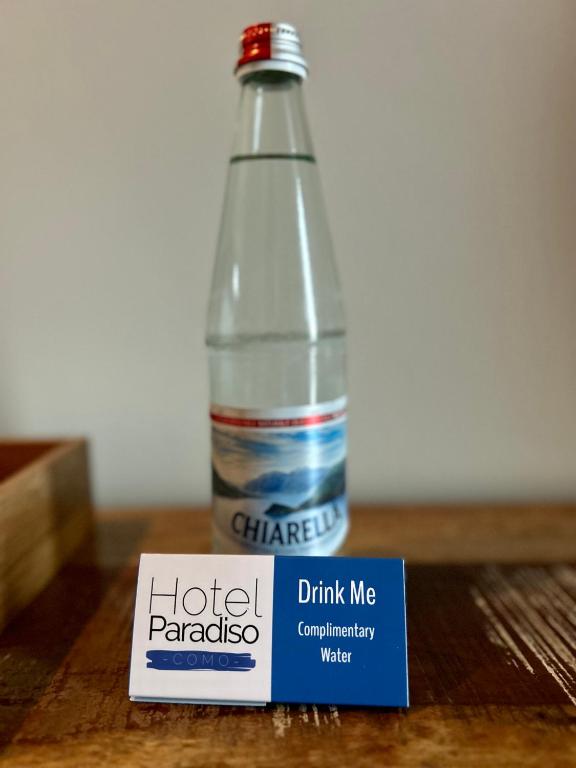 CHIARELLA
Hotel
Paradiso
-COMO-
Drink Me
Complimentary
Water